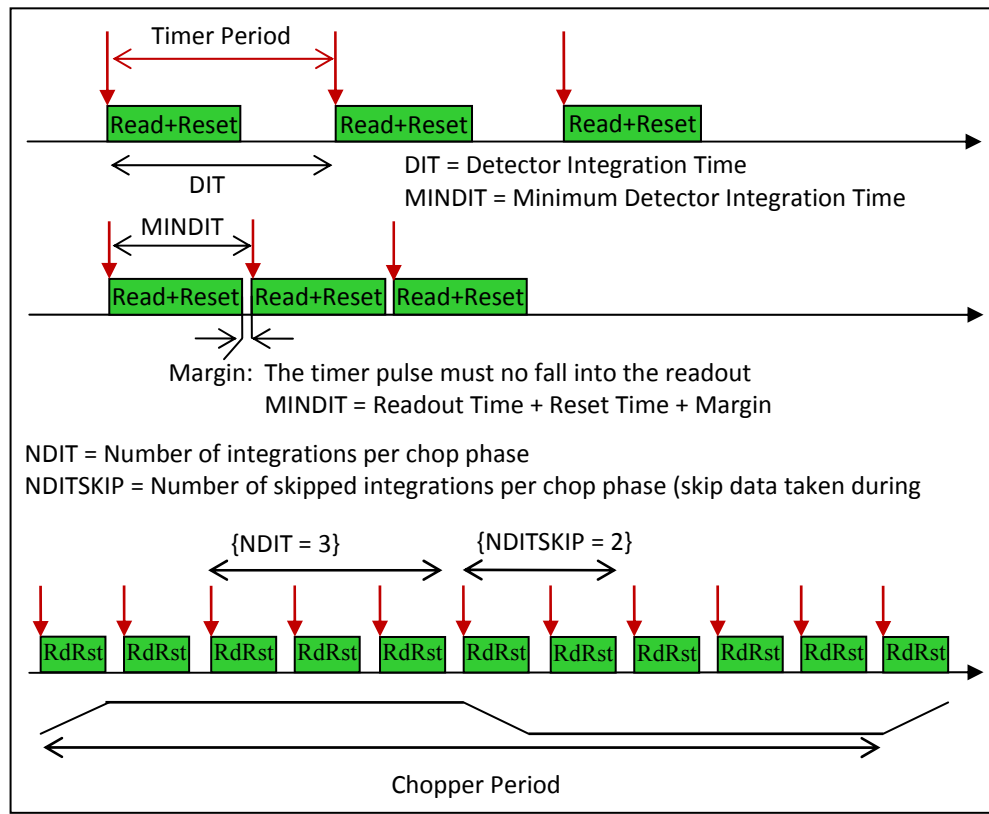 Timer Period
Read+Reset Read+Reset Read+Reset
DIT
DIT = Detector Integration Time
MINDIT = Minimum Detector Integration Time
MINDIT
Read+Reset Read+Reset Read+Reset
Margin: The timer pulse must no fall into the readout
MINDIT = Readout Time + Reset Time + Margin
NDIT = Number of integrations per chop phase
NDITSKIP = Number of skipped integrations per chop phase (skip data taken during
{NDIT = 3} {NDITSKIP = 2}
RdRst RdRst RdRst RdRst RdRst RdRst RdRst RdRst RdRst RdRst RdRst
Chopper Period